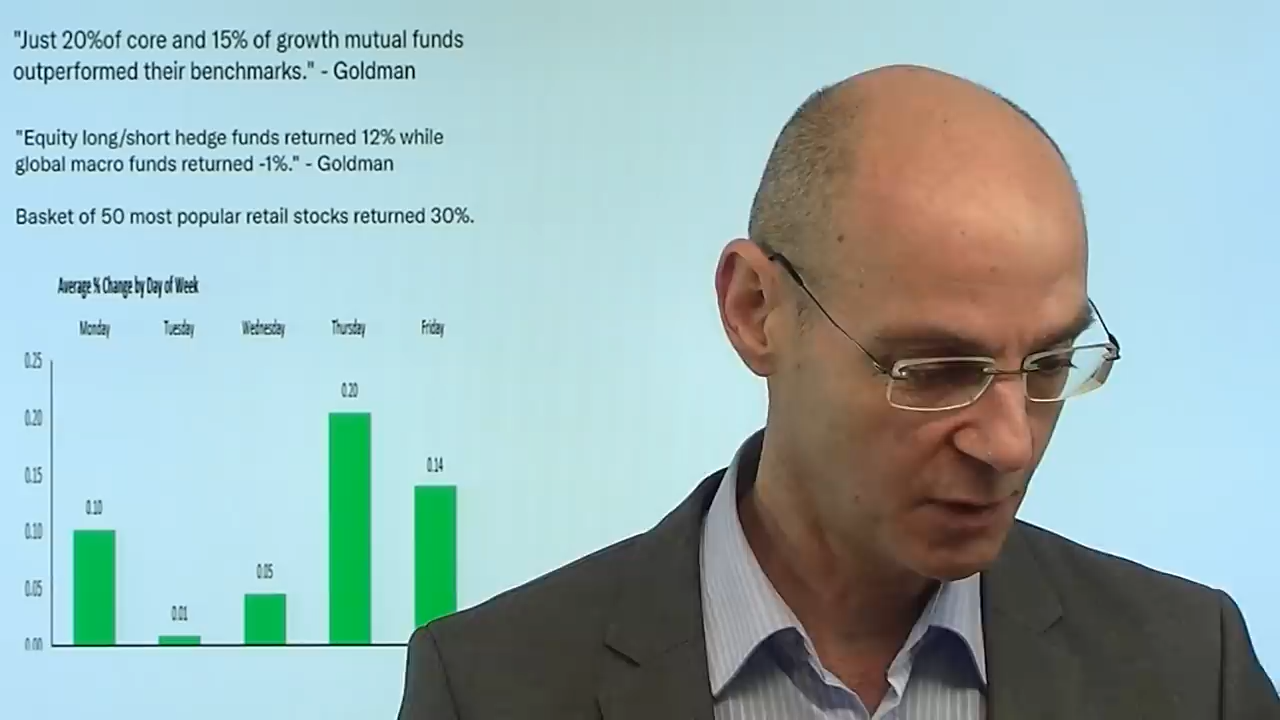 "Just 20%of core and 15% of growth mutual funds
outperformed their benchmarks." - Goldman
"Equity long/short hedge funds returned 12% while
global macro funds returned -1%." - Goldman
Basket of 50 most popular retail stocks returned 30%.
Average % Change by Day of Week
Monday Tuesday Wednesday Thursday Friday
0.25
0.20
0.20
0.15
0.14
0.10
0.10
0.05
0.05
0.01
0.00